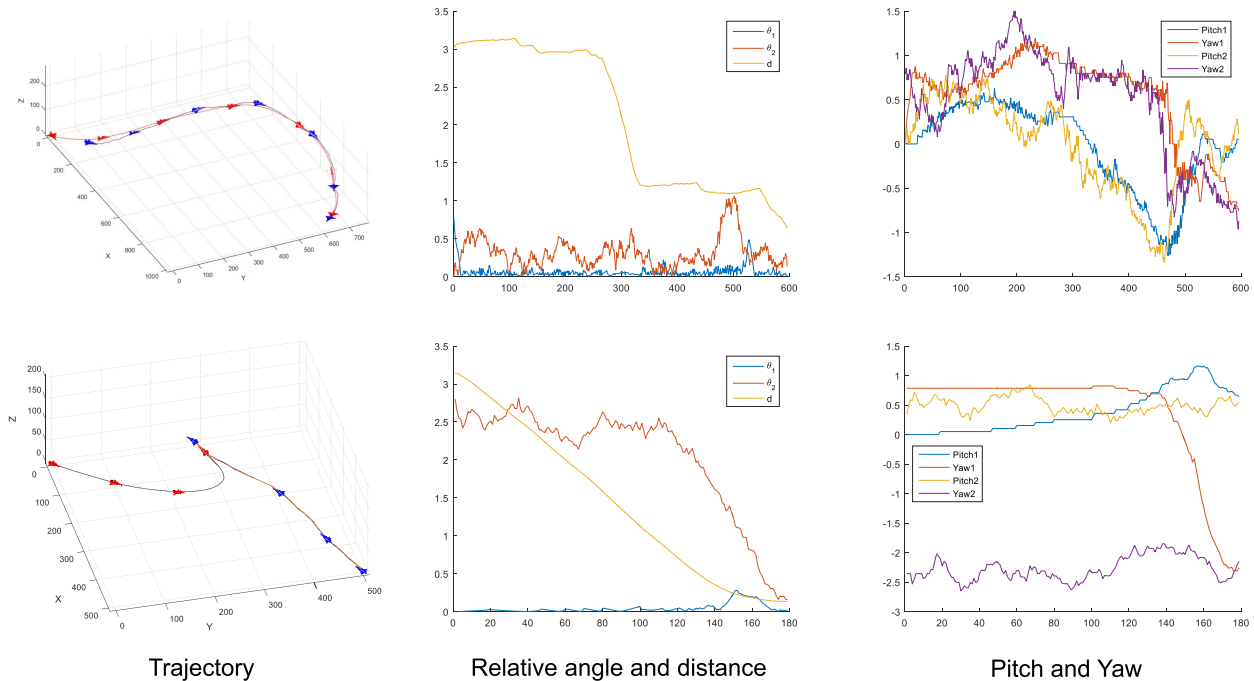 200
100
0
Z
0
200
400
600
800
1000
X
0
100
200
300
400
500
600
700
Y
3.5
3
2.5
2
1.5
1
0.5
0
0 100 200 300 400 500 600
θ1
θ2
d
1.5
1
0.5
0
-0.5
-1
-1.5
0 100 200 300 400 500 600
Pitch1
Yaw1
Pitch2
Yaw2
200
150
100
50
0
Z
0
100
200
300
400
500
X
0
100
200
300
400
500
Y
3.5
3
2.5
2
1.5
1
0.5
0
0 20 40 60 80 100 120 140 160 180
θ1
θ2
d
1.5
1
0.5
0
-0.5
-1
-1.5
-2
-2.5
-3
0 20 40 60 80 100 120 140 160 180
Pitch1
Yaw1
Pitch2
Yaw2
Trajectory
Relative angle and distance
Pitch and Yaw